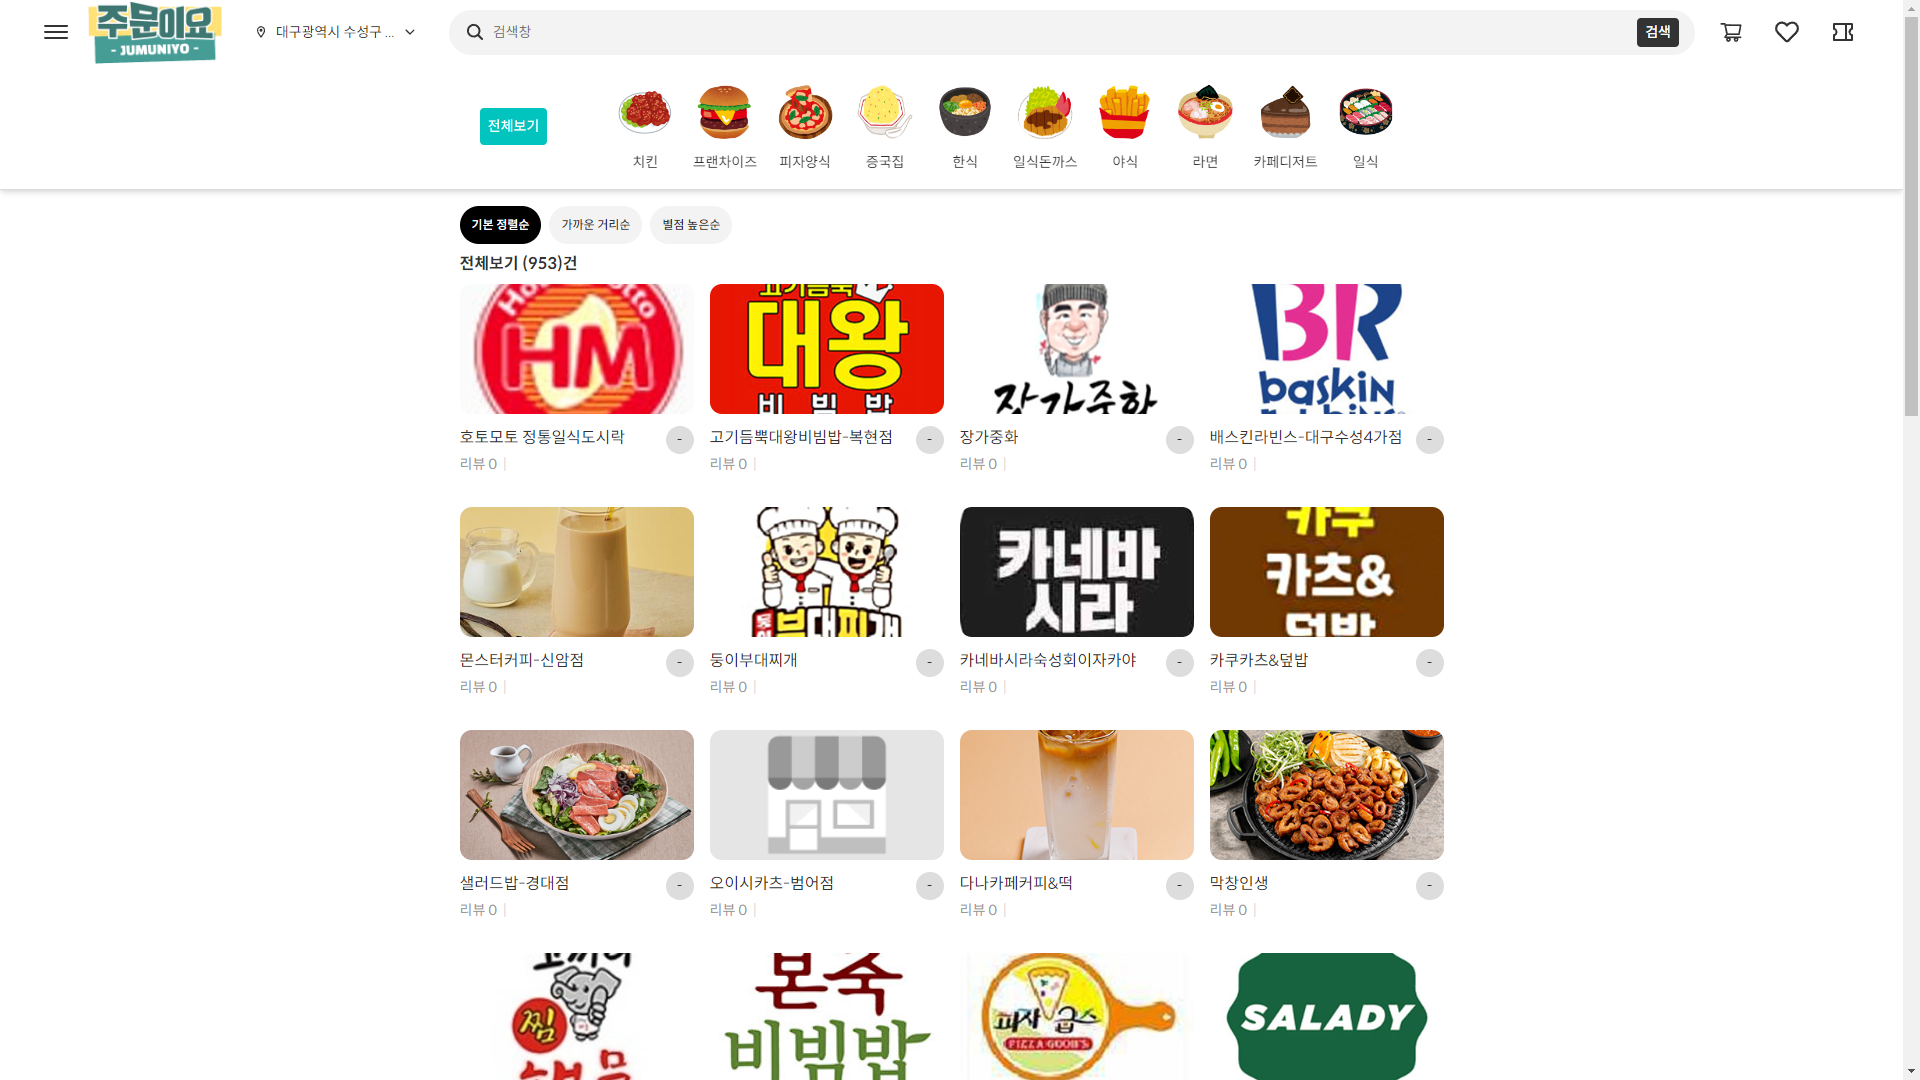 주문이요
- JUMUNIYO -
대구광역시 수성구 ...
검색창
검색
전체보기
치킨
프랜차이즈
피자양식
중국집
한식
일식돈까스
야식
라면
카페디저트
일식
기본 정렬순
가까운 거리순
별점 높은순
전체보기 (953)건
HM
대왕
비빔밥
장가중화
BR
baskin
호토모토 정통일식도시락
-
고기듬뿍대왕비빔밥-복현점
-
장가중화
-
배스킨라빈스-대구수성4가점
-
리뷰 0
리뷰 0
리뷰 0
리뷰 0
부대찌개
카네바
시라
카쿠
카츠&
덮밥
몬스터커피-신암점
-
둥이부대찌개
-
카네바시라숙성회이자카야
-
카쿠카츠&덮밥
-
리뷰 0
리뷰 0
리뷰 0
리뷰 0
샐러드밥-경대점
-
오이시카츠-범어점
-
다나카페커피&떡
-
막창인생
-
리뷰 0
리뷰 0
리뷰 0
리뷰 0
코끼리
찜
해물
본숙
비빔밥
피자굽스
PIZZA GOOB'S
SALADY